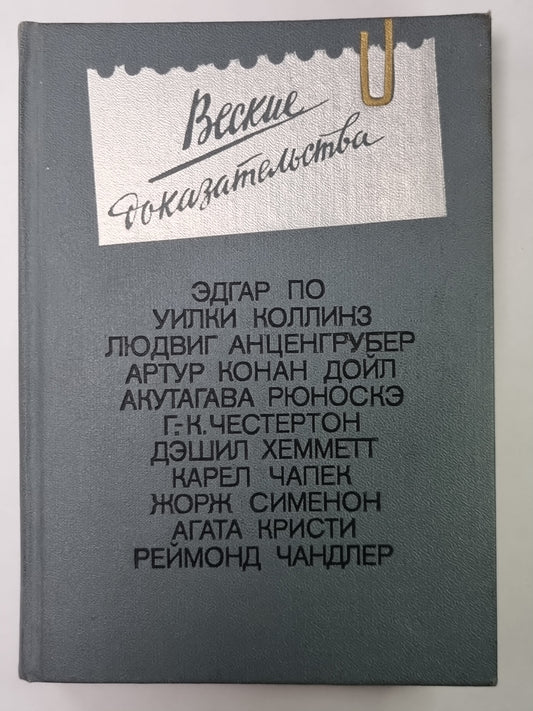 Веские
доказательства
ЭДГАР ПО
УИЛКИ КОЛЛИНЗ
ЛЮДВИГ АНЦЕНГРУБЕР
АРТУР КОНАН ДОЙЛ
АКУТАГАВА РЮНОСКЭ
Г.-К. ЧЕСТЕРТОН
ДЭШИЛ ХЕММЕТТ
КАРЕЛ ЧАПЕК
ЖОРЖ СИМЕНОН
АГАТА КРИСТИ
РЕЙМОНД ЧАНДЛЕР